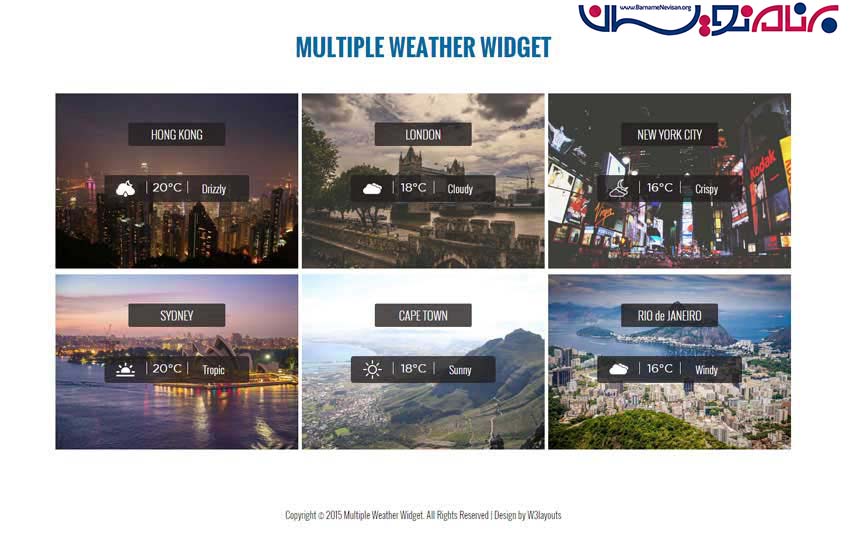 برنامه نویسان
www.BarnameNevisan.org
MULTIPLE WEATHER WIDGET
HONG KONG
20°C
Drizzly
LONDON
18°C
Cloudy
NEW YORK CITY
16°C
Crispy
Kodak
Virgin
SYDNEY
20°C
Tropic
CAPE TOWN
18°C
Sunny
RIO de JANEIRO
16°C
Windy
Copyright © 2015 Multiple Weather Widget. All Rights Reserved | Design by W3layouts